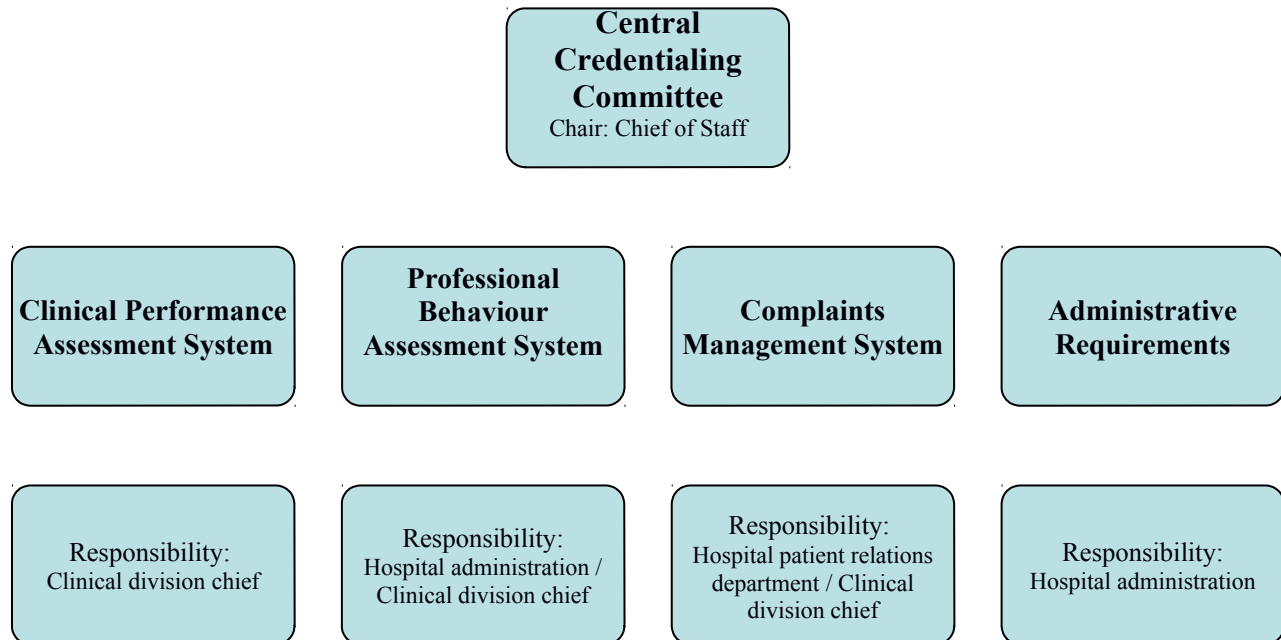 Central
Credentialing
Committee
Chair: Chief of Staff
Clinical Performance
Assessment System
Professional
Behaviour
Assessment System
Complaints
Management System
Administrative
Requirements
Responsibility:
Clinical division chief
Responsibility:
Hospital administration /
Clinical division chief
Responsibility:
Hospital patient relations
department / Clinical
division chief
Responsibility:
Hospital administration